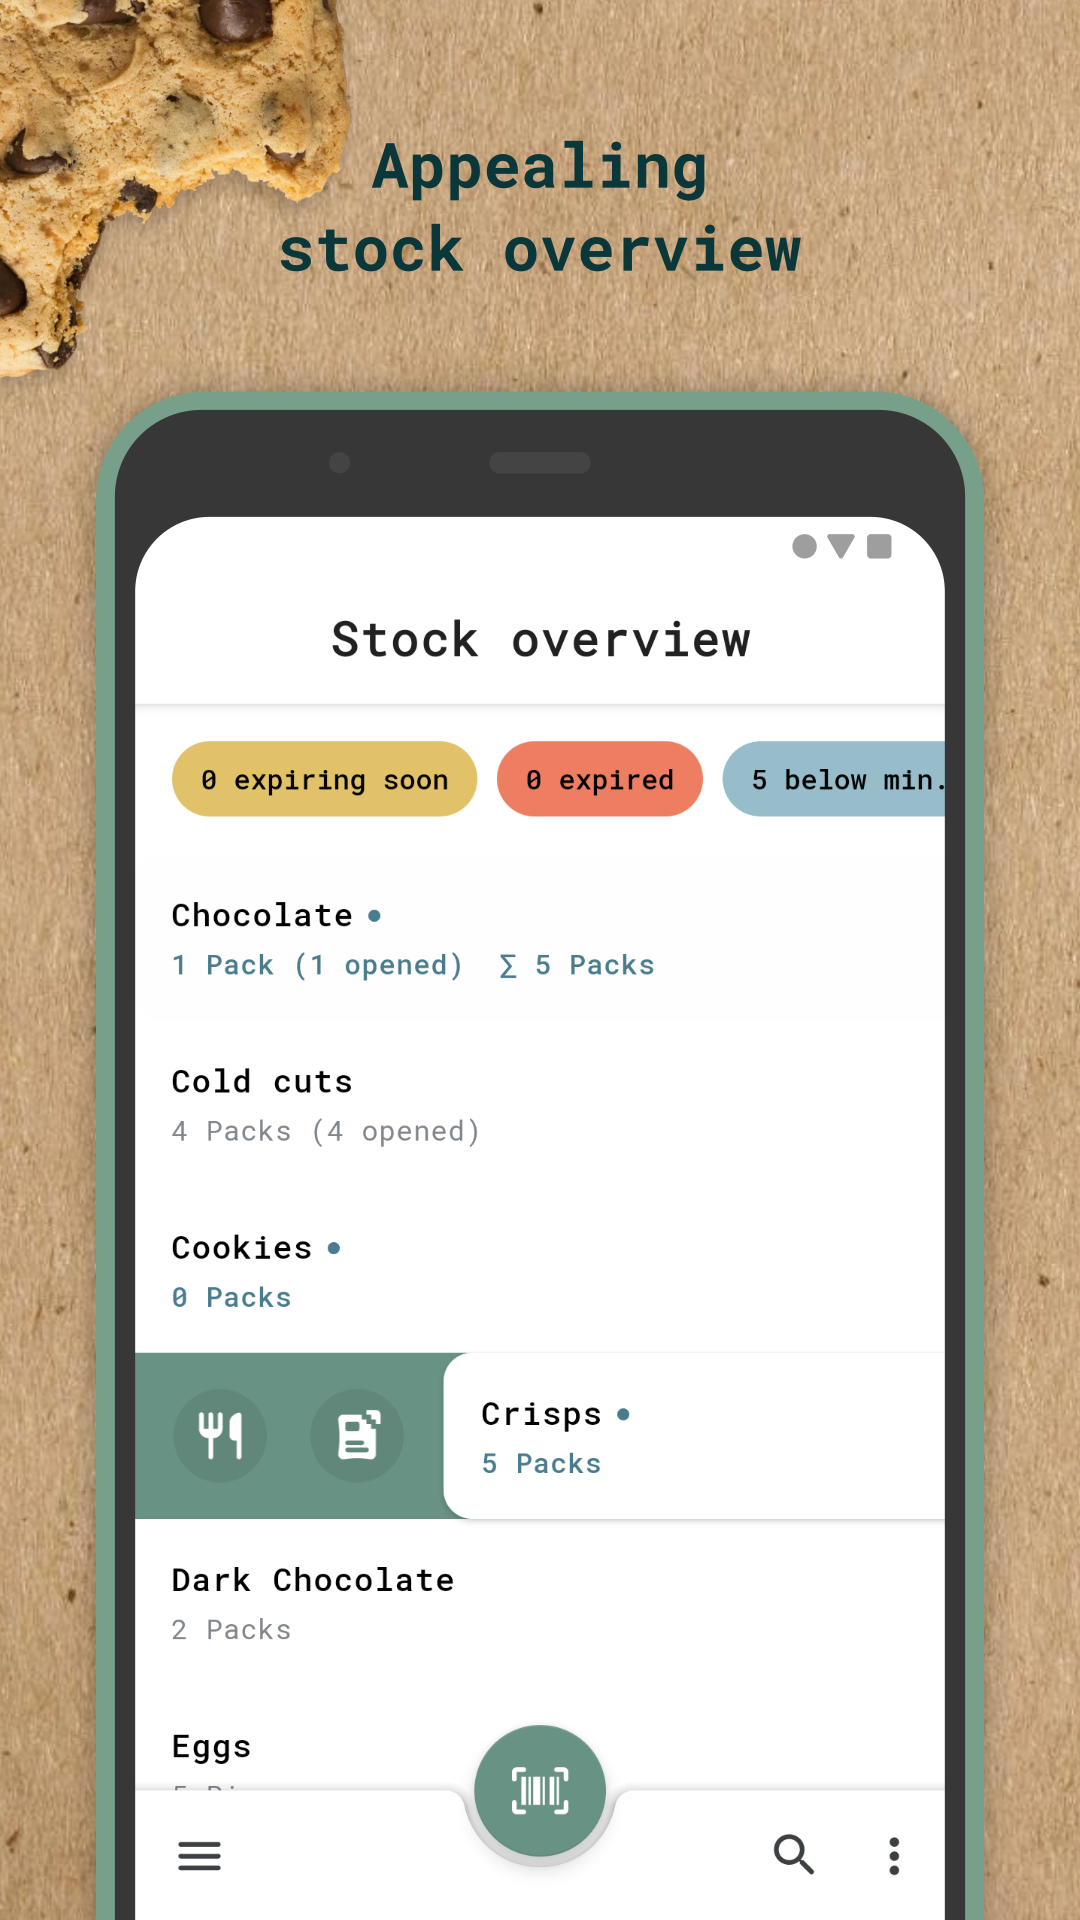 Appealing
stock overview
Stock overview
0 expiring soon
0 expired
5 below min.
Chocolate
1 Pack (1 opened) ∑ 5 Packs
Cold cuts
4 Packs (4 opened)
Cookies
0 Packs
Crisps
5 Packs
Dark Chocolate
2 Packs
Eggs